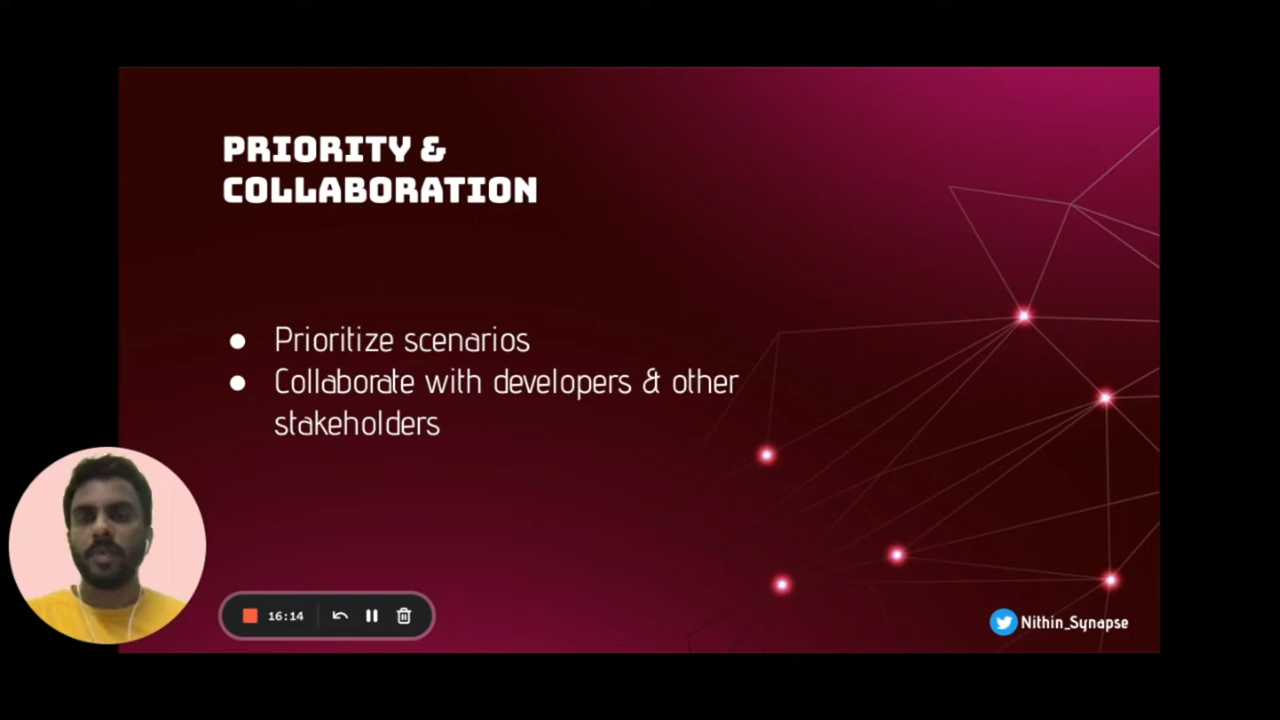 PRIORITY &
COLLABORATION
● Prioritize scenarios
● Collaborate with developers & other
stakeholders
16:14
Nithin_Synapse